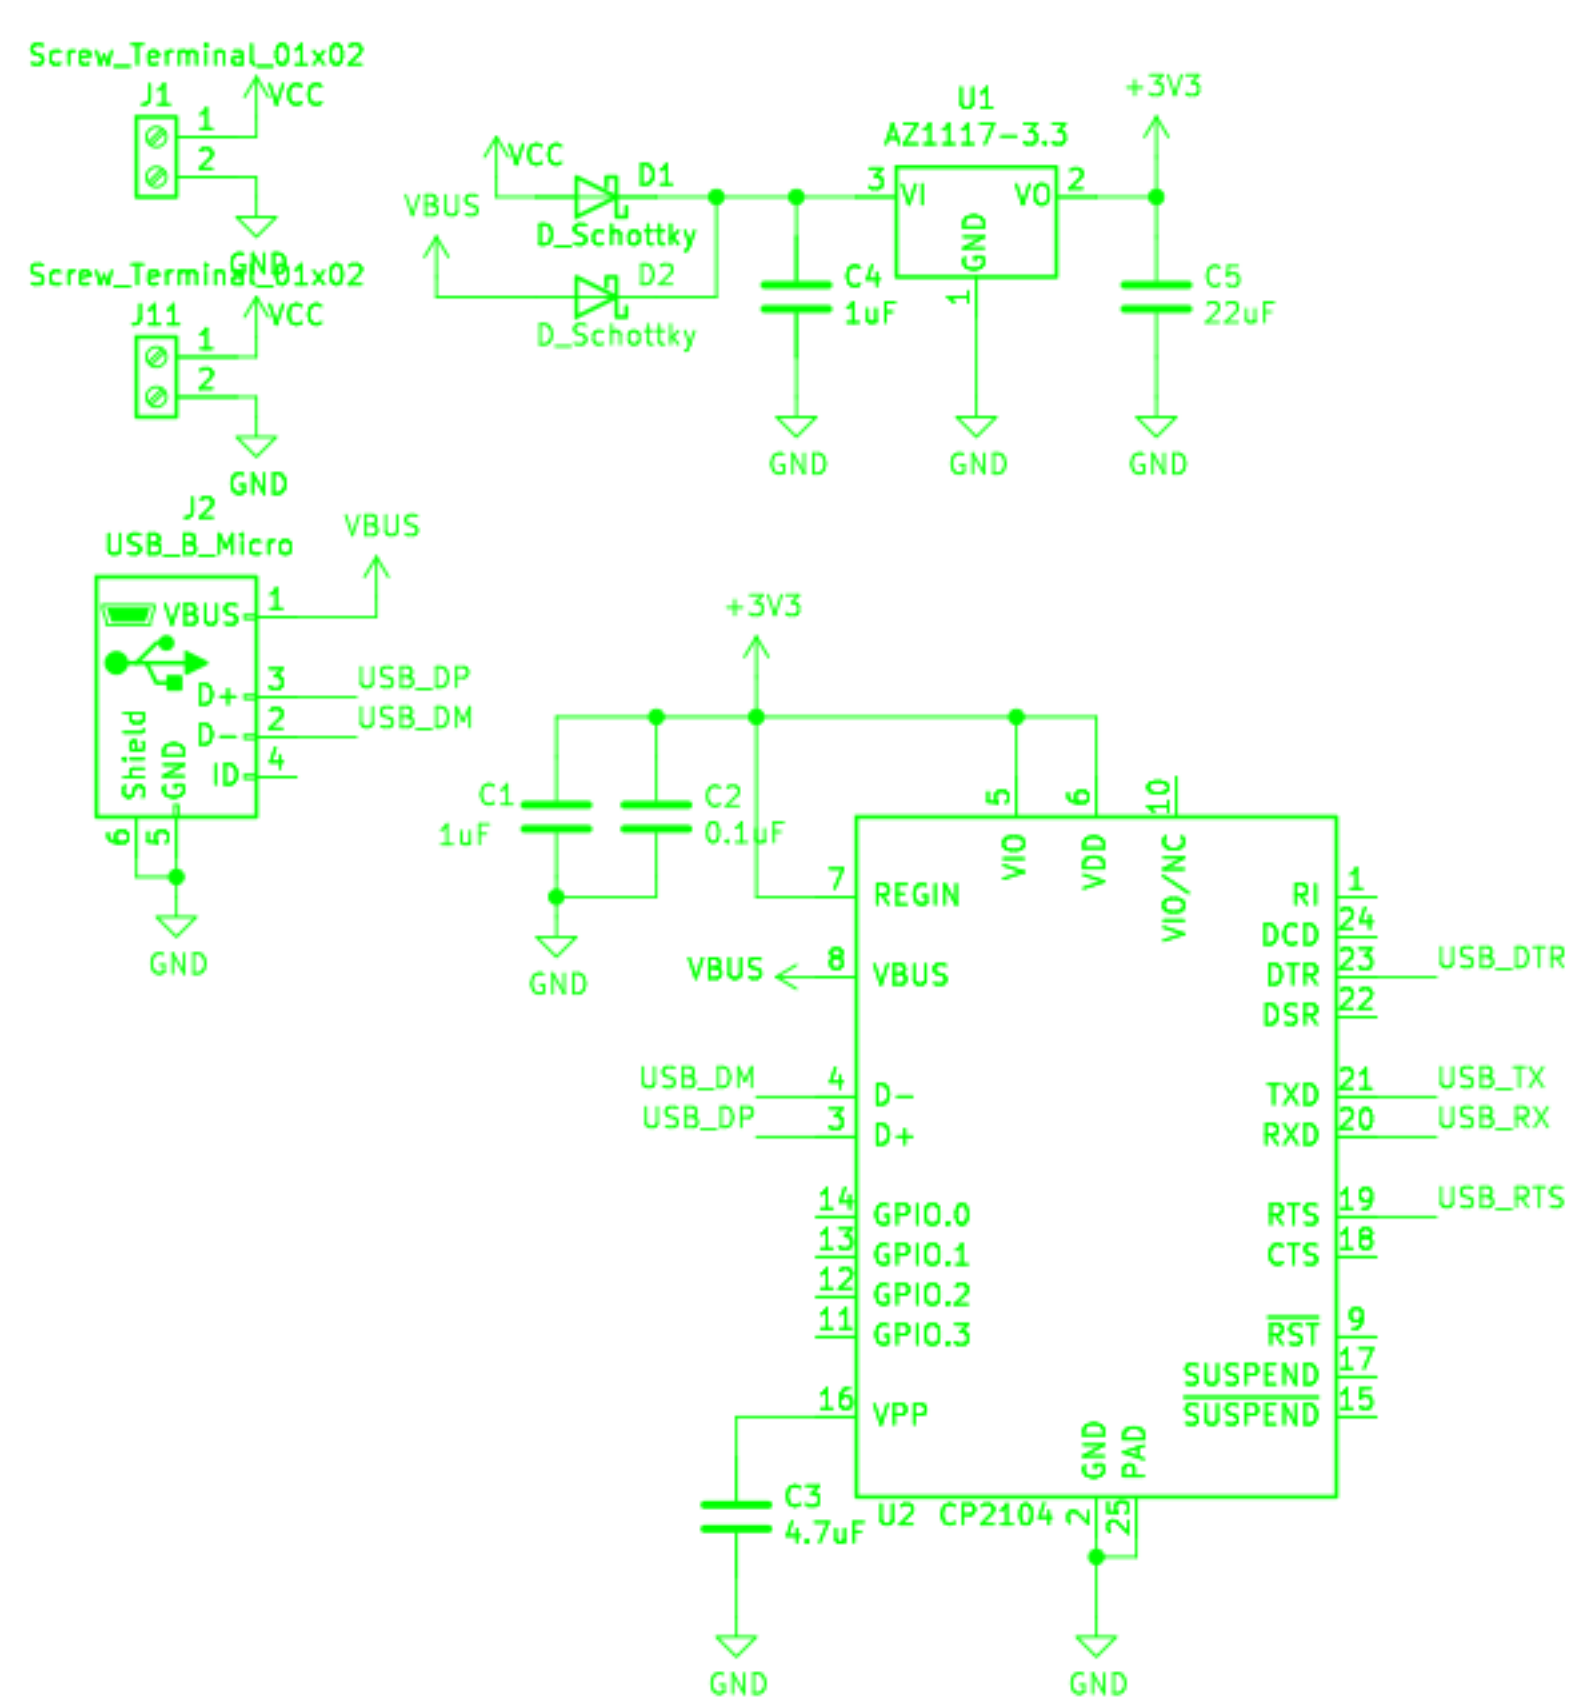 Screw_Terminal_01x02
J1
VCC
1
2
GND
Screw_Terminal_01x02
J11
VCC
1
2
GND
VCC
VBUS
D1
D_Schottky
D2
D_Schottky
C4
1uF
GND
U1
AZ1117-3.3
3
VI
VO
2
GND
1
GND
+3V3
C5
22uF
GND
J2
USB_B_Micro
VBUS
VBUS
1
D+
3
USB_DP
D-
2
USB_DM
ID
4
Shield
GND
6
5
GND
+3V3
C1
1uF
C2
0.1uF
GND
5
6
10
VIO
VDD
VIO/NC
7
REGIN
VBUS
8
VBUS
USB_DM
4
D-
USB_DP
3
D+
14
GPIO.0
13
GPIO.1
12
GPIO.2
11
GPIO.3
16
VPP
RI
1
DCD
24
DTR
23
USB_DTR
DSR
22
TXD
21
USB_TX
RXD
20
USB_RX
RTS
19
USB_RTS
CTS
18
RST
9
SUSPEND
17
SUSPEND
15
GND
PAD
C3
4.7uF
U2 CP2104
2
25
GND
GND